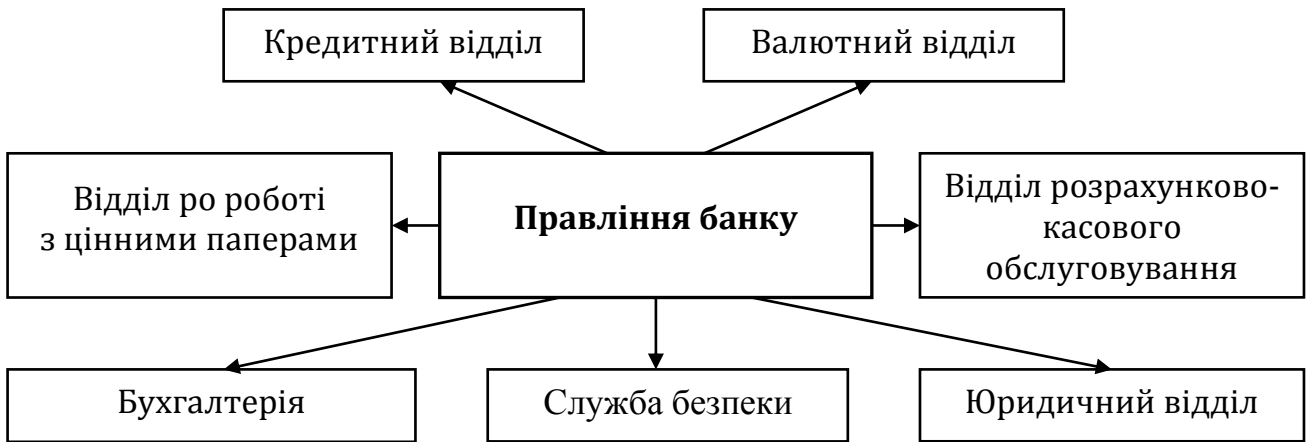 Кредитний відділ
Валютний відділ
Відділ ро роботі
з цінними паперами
Правління банку
Відділ розрахунково-
касового
обслуговування
Бухгалтерія
Служба безпеки
Юридичний відділ